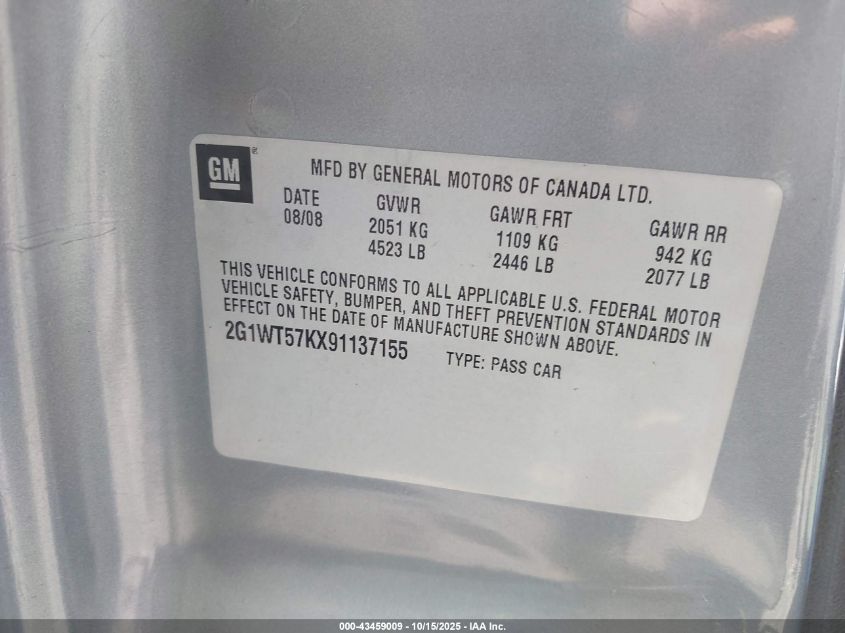 GM ®
MFD BY GENERAL MOTORS OF CANADA LTD.
DATE GVWR GAWR FRT GAWR RR
08/08 2051 KG 1109 KG 942 KG
4523 LB 2446 LB 2077 LB
THIS VEHICLE CONFORMS TO ALL APPLICABLE U.S. FEDERAL MOTOR
VEHICLE SAFETY, BUMPER, AND THEFT PREVENTION STANDARDS IN
EFFECT ON THE DATE OF MANUFACTURE SHOWN ABOVE.
2G1WT57KX91137155 TYPE: PASS CAR
000-43459009 - 10/15/2025 - IAA Inc.